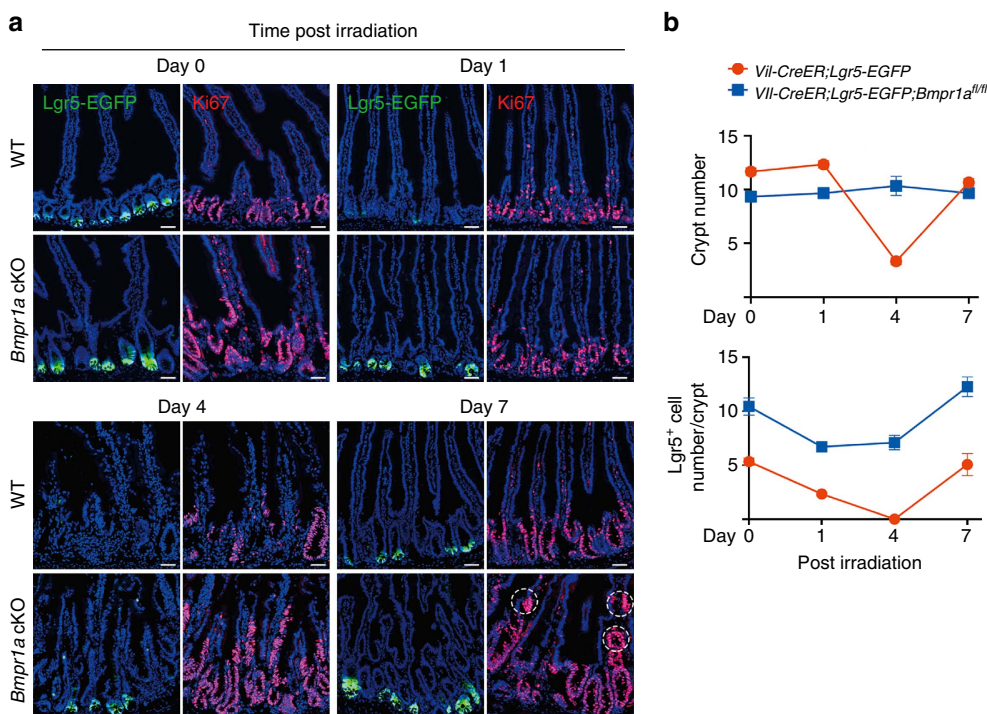 a
Time post irradiation
Day 0
Day 1
Lgr5-EGFP
Ki67
Lgr5-EGFP
Ki67
WT
Bmpr1a cKO
Day 4
Day 7
WT
Bmpr1a cKO
b
Vil-CreER;Lgr5-EGFP
VIl-CreER;Lgr5-EGFP;Bmpr1a^fl/fl
Crypt number
15
10
5
Day 0 1 4 7
Lgr5+ cell
number/crypt
15
10
5
Day 0 1 4 7
Post irradiation